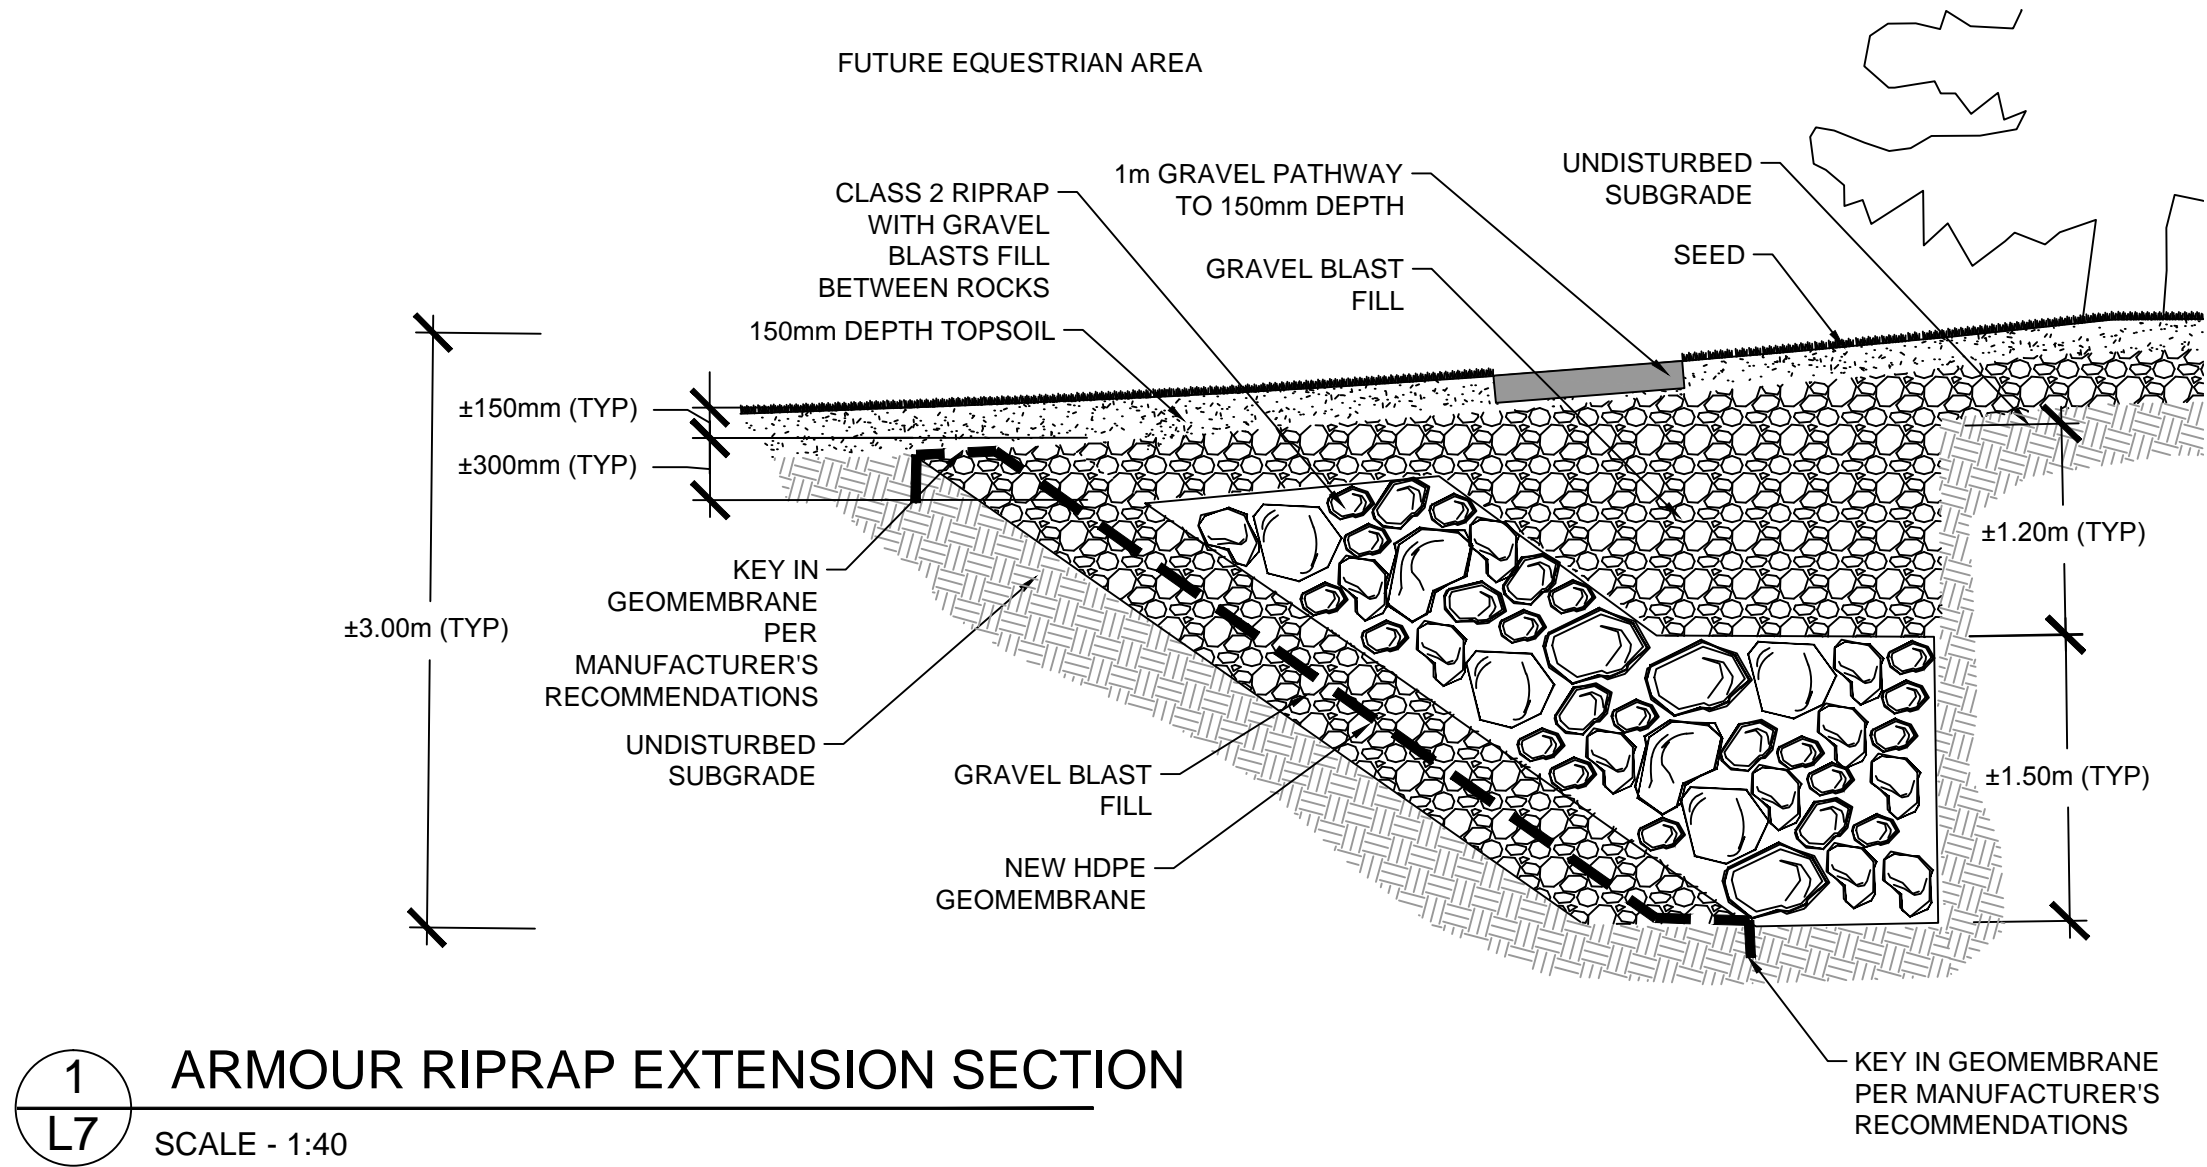 FUTURE EQUESTRIAN AREA
CLASS 2 RIPRAP
WITH GRAVEL
BLASTS FILL
BETWEEN ROCKS
150mm DEPTH TOPSOIL
1m GRAVEL PATHWAY
TO 150mm DEPTH
GRAVEL BLAST
FILL
UNDISTURBED
SUBGRADE
SEED
±150mm (TYP)
±300mm (TYP)
±3.00m (TYP)
KEY IN
GEOMEMBRANE
PER
MANUFACTURER'S
RECOMMENDATIONS
UNDISTURBED
SUBGRADE
GRAVEL BLAST
FILL
NEW HDPE
GEOMEMBRANE
±1.20m (TYP)
±1.50m (TYP)
KEY IN GEOMEMBRANE
PER MANUFACTURER'S
RECOMMENDATIONS
1
L7
ARMOUR RIPRAP EXTENSION SECTION
SCALE - 1:40